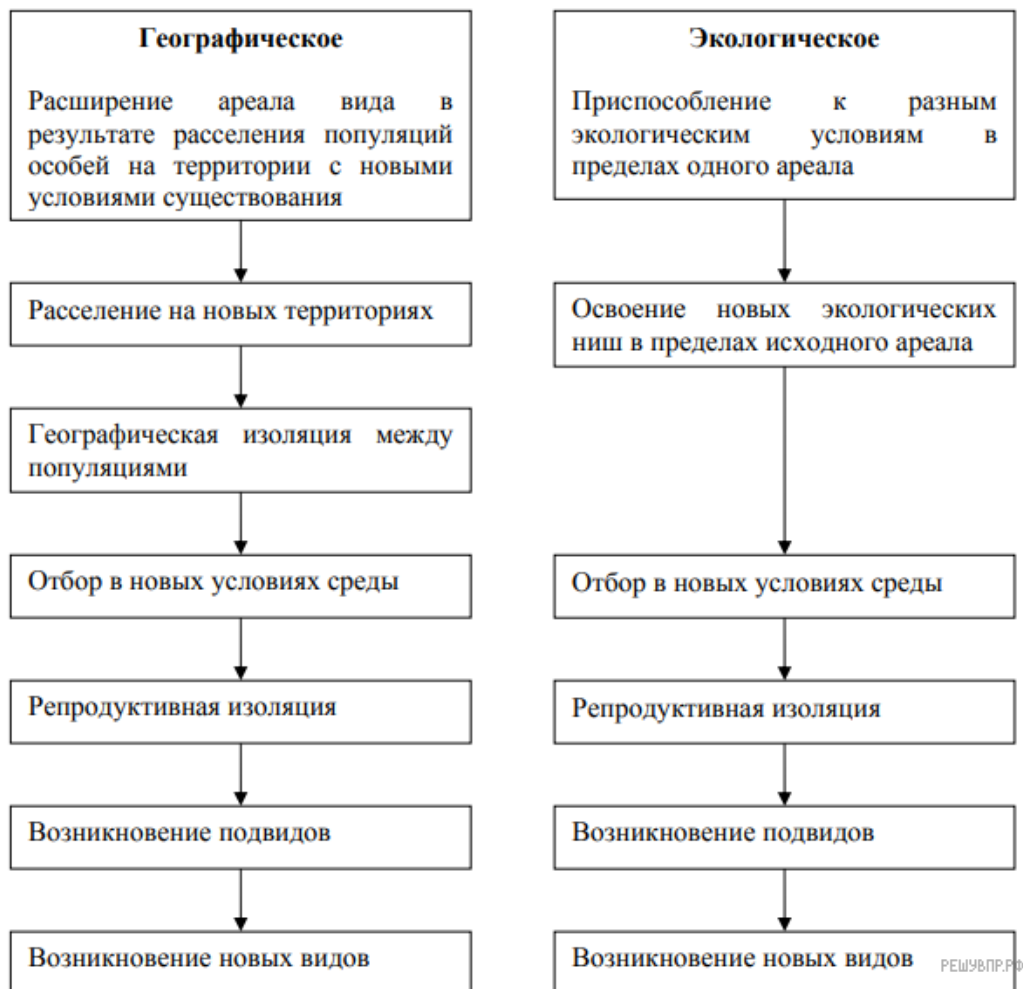 Географическое
Расширение ареала вида в
результате расселения популяций
особей на территории с новыми
условиями существования
Расселение на новых территориях
Географическая изоляция между
популяциями
Отбор в новых условиях среды
Репродуктивная изоляция
Возникновение подвидов
Возникновение новых видов
Экологическое
Приспособление к разным
экологическим условиям в
пределах одного ареала
Освоение новых экологических
ниш в пределах исходного ареала
Отбор в новых условиях среды
Репродуктивная изоляция
Возникновение подвидов
Возникновение новых видов
РЕШУВПР.РФ